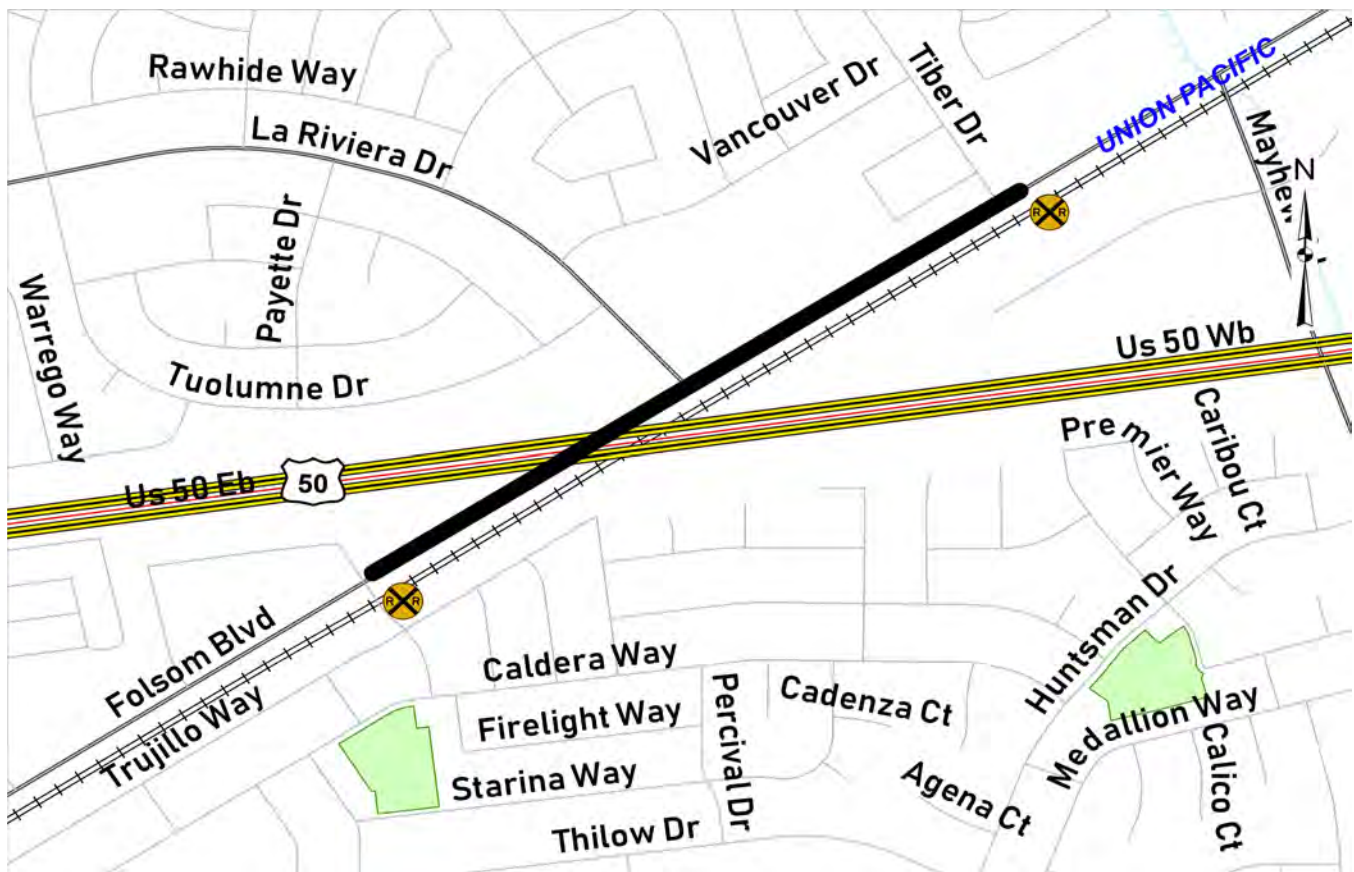 Rawhide Way
La Riviera Dr
Vancouver Dr
Tiber Dr
UNION PACIFIC
Mayhew
N
R R
Payette Dr
Warrego Way
Tuolumne Dr
Us 50 Wb
Us 50 Eb
50
Premier Way
Caribou Ct
R R
Folsom Blvd
Trujillo Way
Caldera Way
Firelight Way
Starina Way
Thilow Dr
Percival Dr
Cadenza Ct
Agena Ct
Huntsman Dr
Medallion Way
Calico Ct